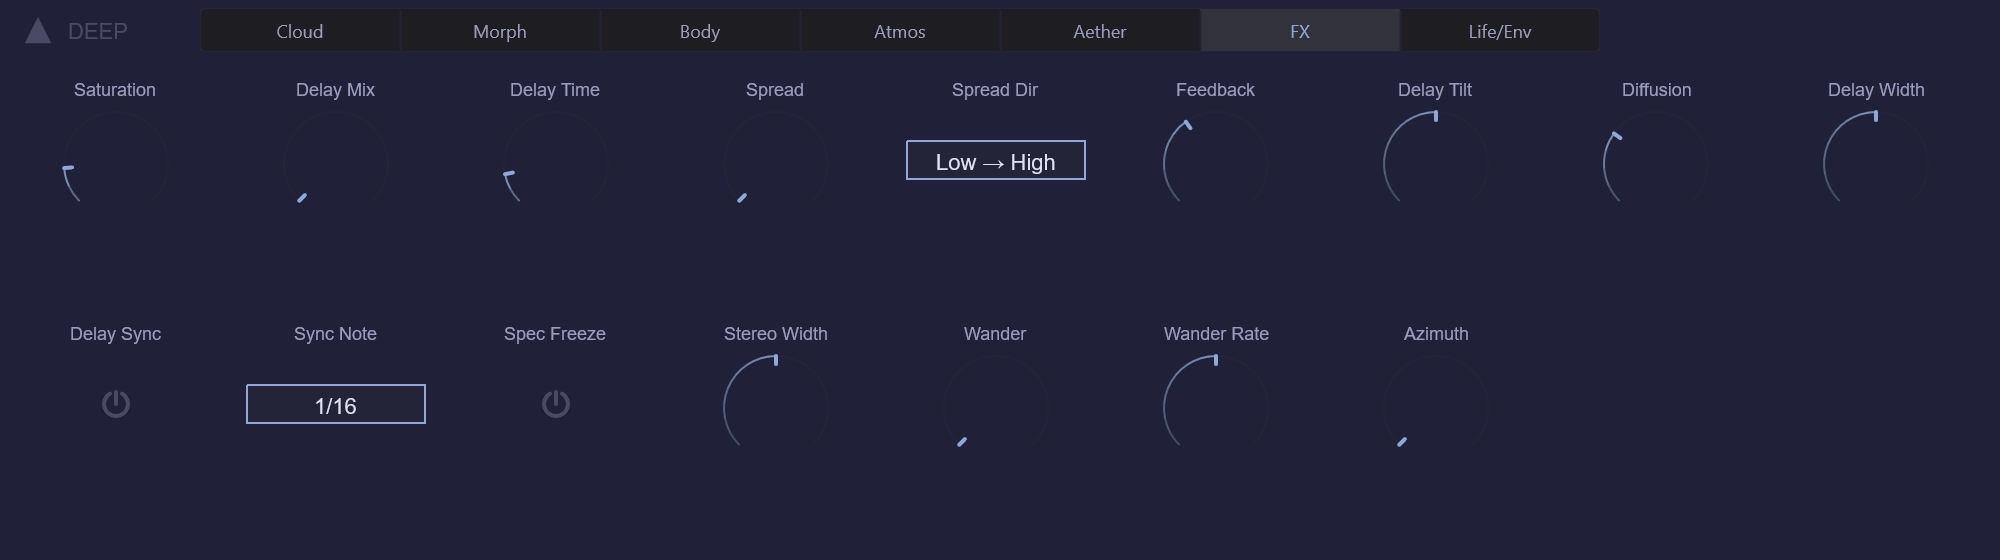 DEEP
Cloud Morph Body Atmos Aether FX Life/Env
Saturation Delay Mix Delay Time Spread Spread Dir Feedback Delay Tilt Diffusion Delay Width
Low → High
Delay Sync Sync Note Spec Freeze Stereo Width Wander Wander Rate Azimuth
1/16